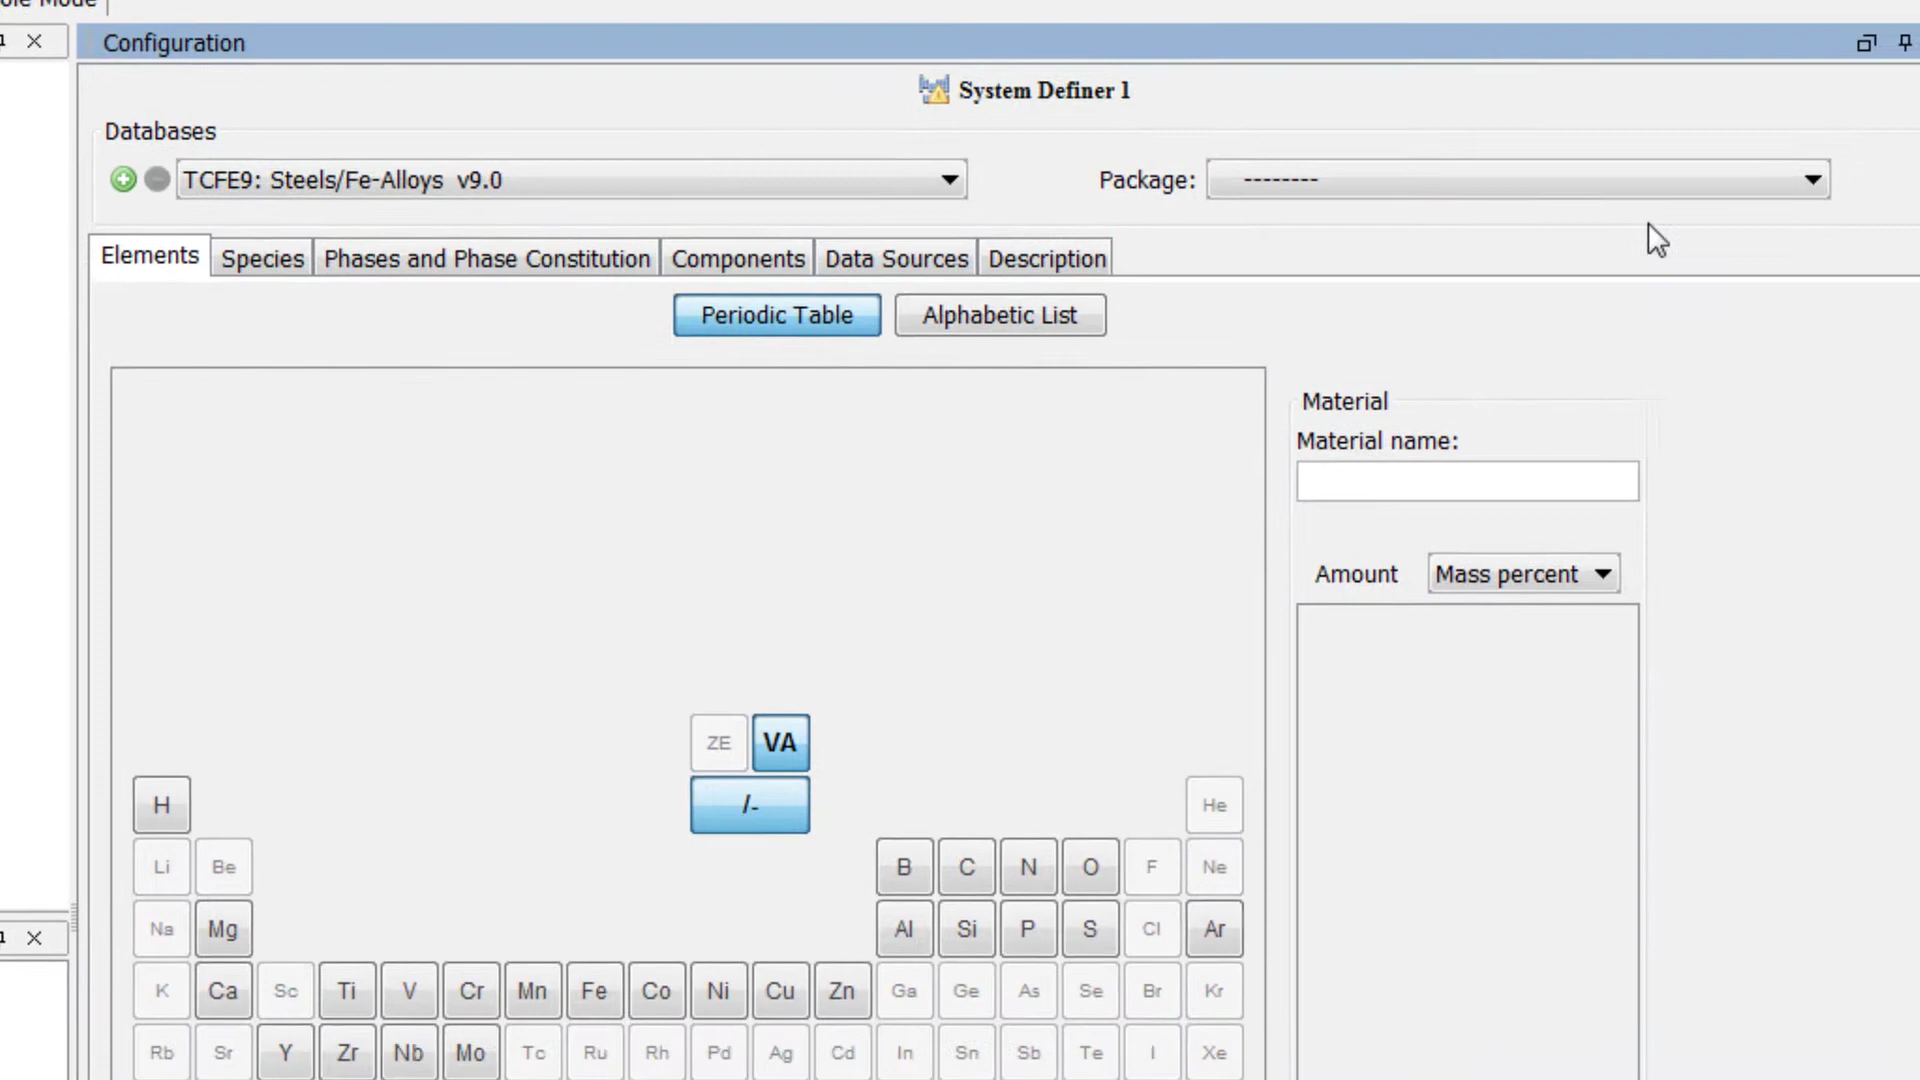 ole Mode
Configuration
System Definer 1
Databases
TCFE9: Steels/Fe-Alloys v9.0
Package: --------
Elements Species Phases and Phase Constitution Components Data Sources Description
Periodic Table Alphabetic List
Material
Material name:
Amount Mass percent
ZE VA
H /- He
Li Be B C N O F Ne
Na Mg Al Si P S Cl Ar
K Ca Sc Ti V Cr Mn Fe Co Ni Cu Zn Ga Ge As Se Br Kr
Rb Sr Y Zr Nb Mo Tc Ru Rh Pd Ag Cd In Sn Sb Te I Xe